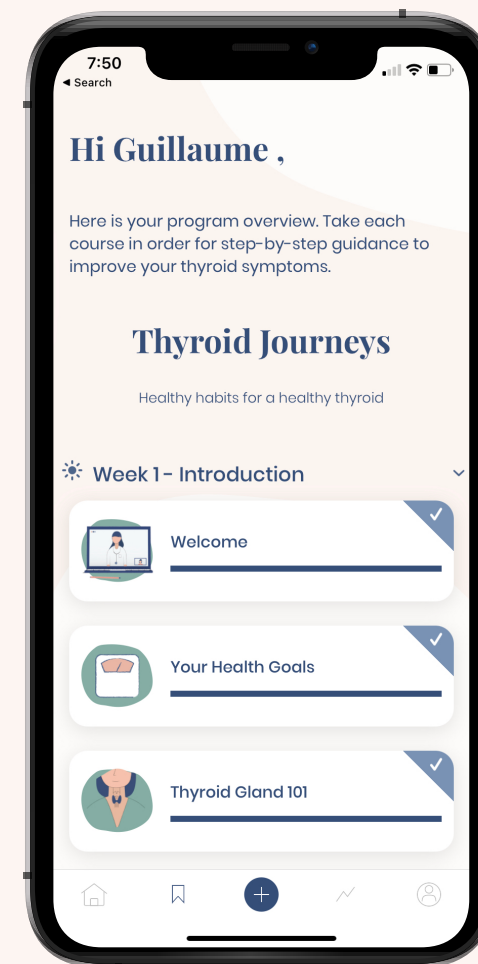 7:50
◀ Search
Hi Guillaume ,
Here is your program overview. Take each
course in order for step-by-step guidance to
improve your thyroid symptoms.
Thyroid Journeys
Healthy habits for a healthy thyroid
Week 1 - Introduction
Welcome
Your Health Goals
Thyroid Gland 101